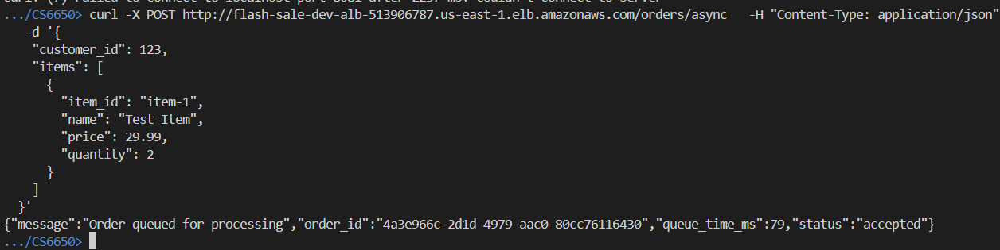 .../CS6650> curl -X POST http://flash-sale-dev-alb-513906787.us-east-1.elb.amazonaws.com/orders/async   -H "Content-Type: application/json"
   -d '{
    "customer_id": 123,
    "items": [
      {
        "item_id": "item-1",
        "name": "Test Item",
        "price": 29.99,
        "quantity": 2
      }
    ]
  }'
{"message":"Order queued for processing","order_id":"4a3e966c-2d1d-4979-aac0-80cc76116430","queue_time_ms":79,"status":"accepted"}
.../CS6650>